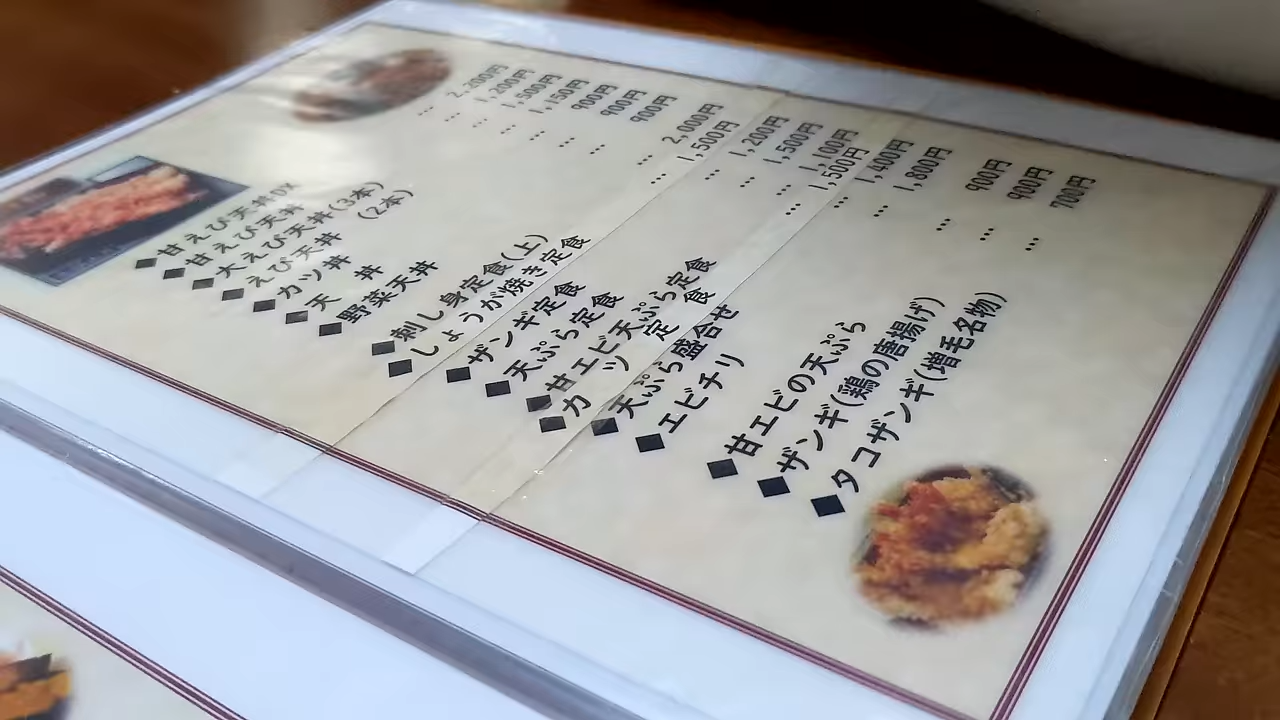 ◆甘えび天丼DX … 2,200円
◆甘えび天丼 … 1,200円
◆大えび天丼(3本) … 1,500円
◆えび天丼 (2本) … 1,150円
◆カツ丼 … 900円
◆天 丼 … 900円
◆野菜天丼 … 900円
◆刺し身定食(上) … 2,000円
◆しょうが焼き定食 … 1,500円
◆ザンギ定食 … 1,200円
◆天ぷら定食 … 1,500円
◆甘エビ天ぷら定食 … 1,100円
◆カ ツ 定 食 … 1,500円
◆天ぷら盛合せ … 1,400円
◆エビチリ … 1,800円
◆甘エビの天ぷら … 900円
◆ザンギ(鶏の唐揚げ) … 900円
◆タコザンギ(増毛名物) … 700円